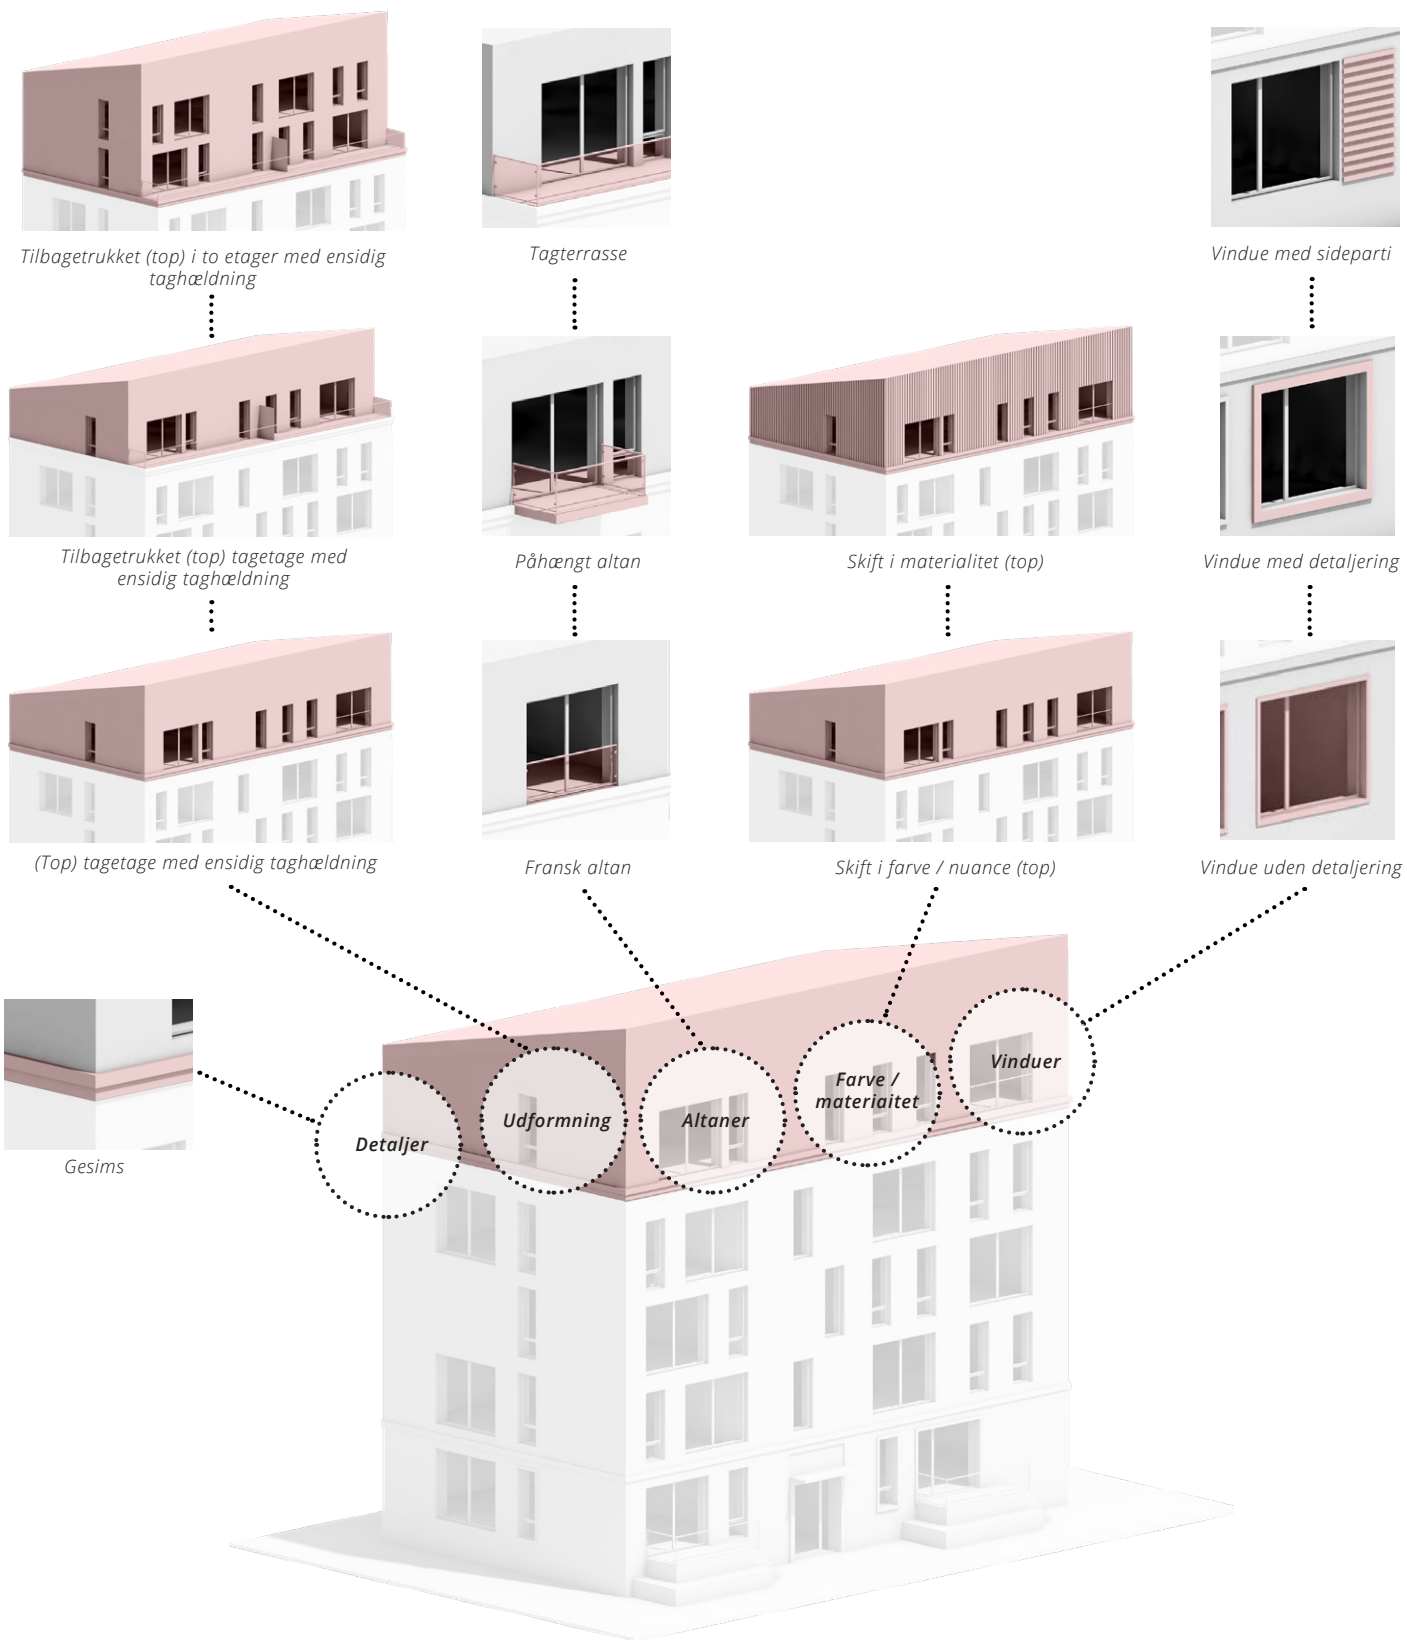 Tilbagetrukket (top) i to etager med ensidig
taghældning
Tagterrasse
Vindue med sideparti
Tilbagetrukket (top) tagetage med
ensidig taghældning
Påhængt altan
Skift i materialitet (top)
Vindue med detaljering
(Top) tagetage med ensidig taghældning
Fransk altan
Skift i farve / nuance (top)
Vindue uden detaljering
Gesims
Detaljer
Udformning
Altaner
Farve /
materiaitet
Vinduer